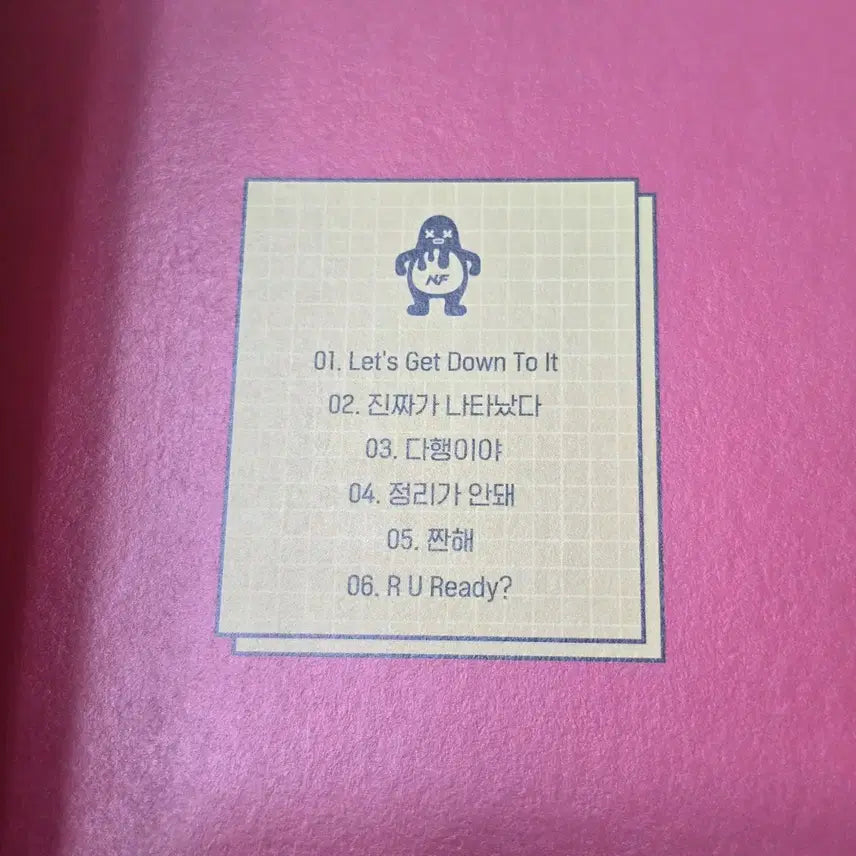 NF
01. Let's Get Down To It
02. 진짜가 나타났다
03. 다행이야
04. 정리가 안돼
05. 짠해
06. R U Ready?